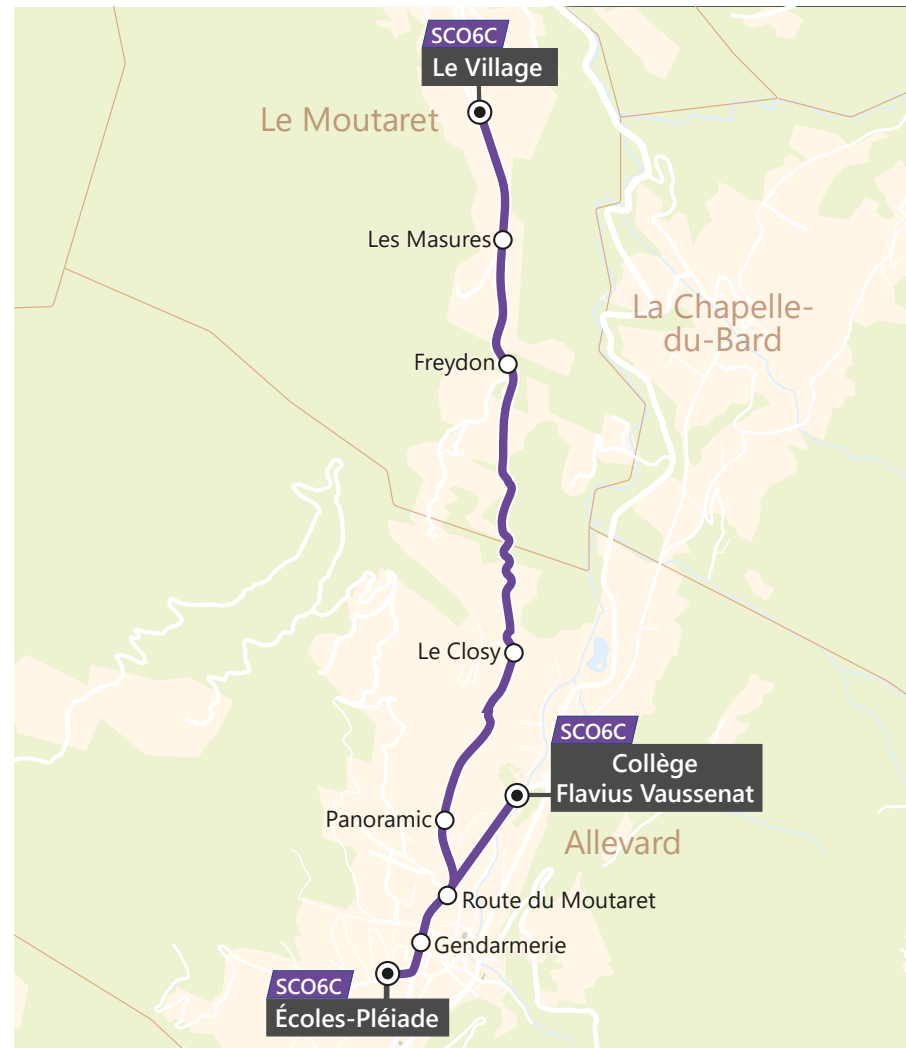 SCO6C
Le Village
Le Moutaret
Les Masures
La Chapelle-
du-Bard
Freydon
Le Closy
SCO6C
Collège
Flavius Vaussenat
Panoramic
Allevard
Route du Moutaret
Gendarmerie
SCO6C
Écoles-Pléiade